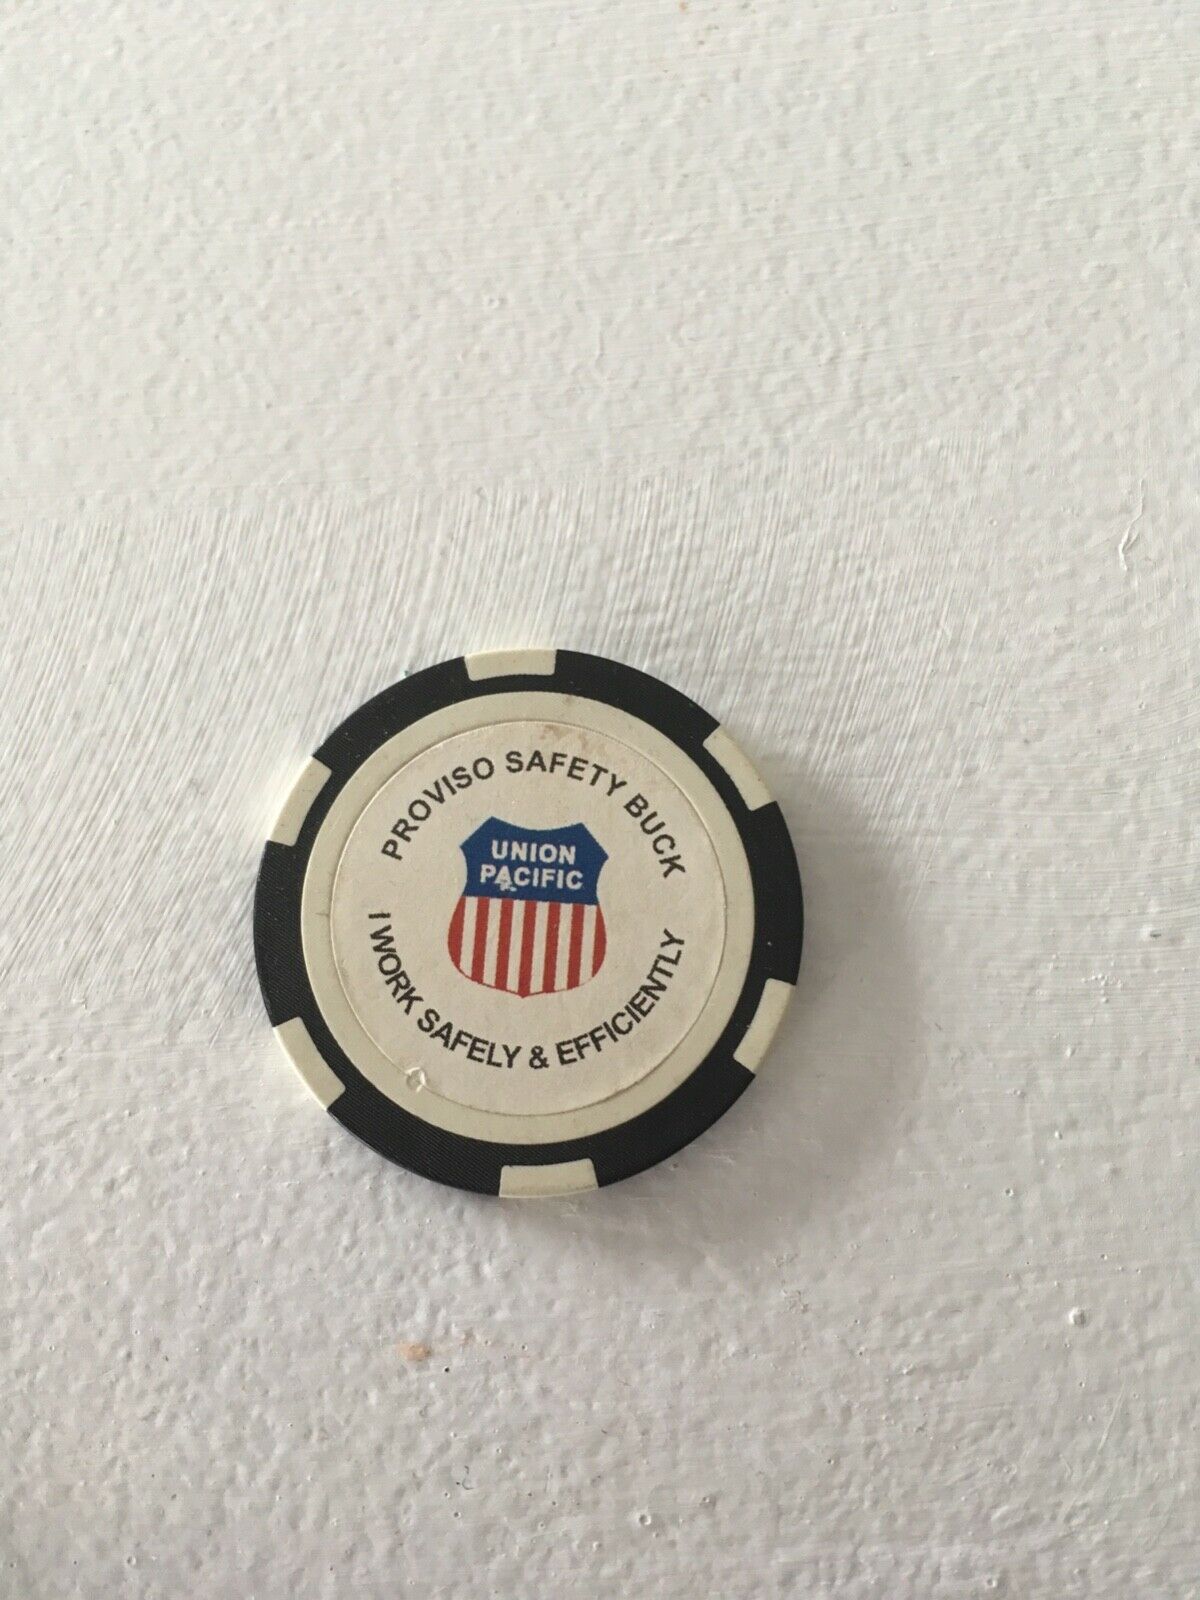 PROVISO SAFETY BUCK
UNION
PACIFIC
I WORK SAFELY & EFFICIENTLY